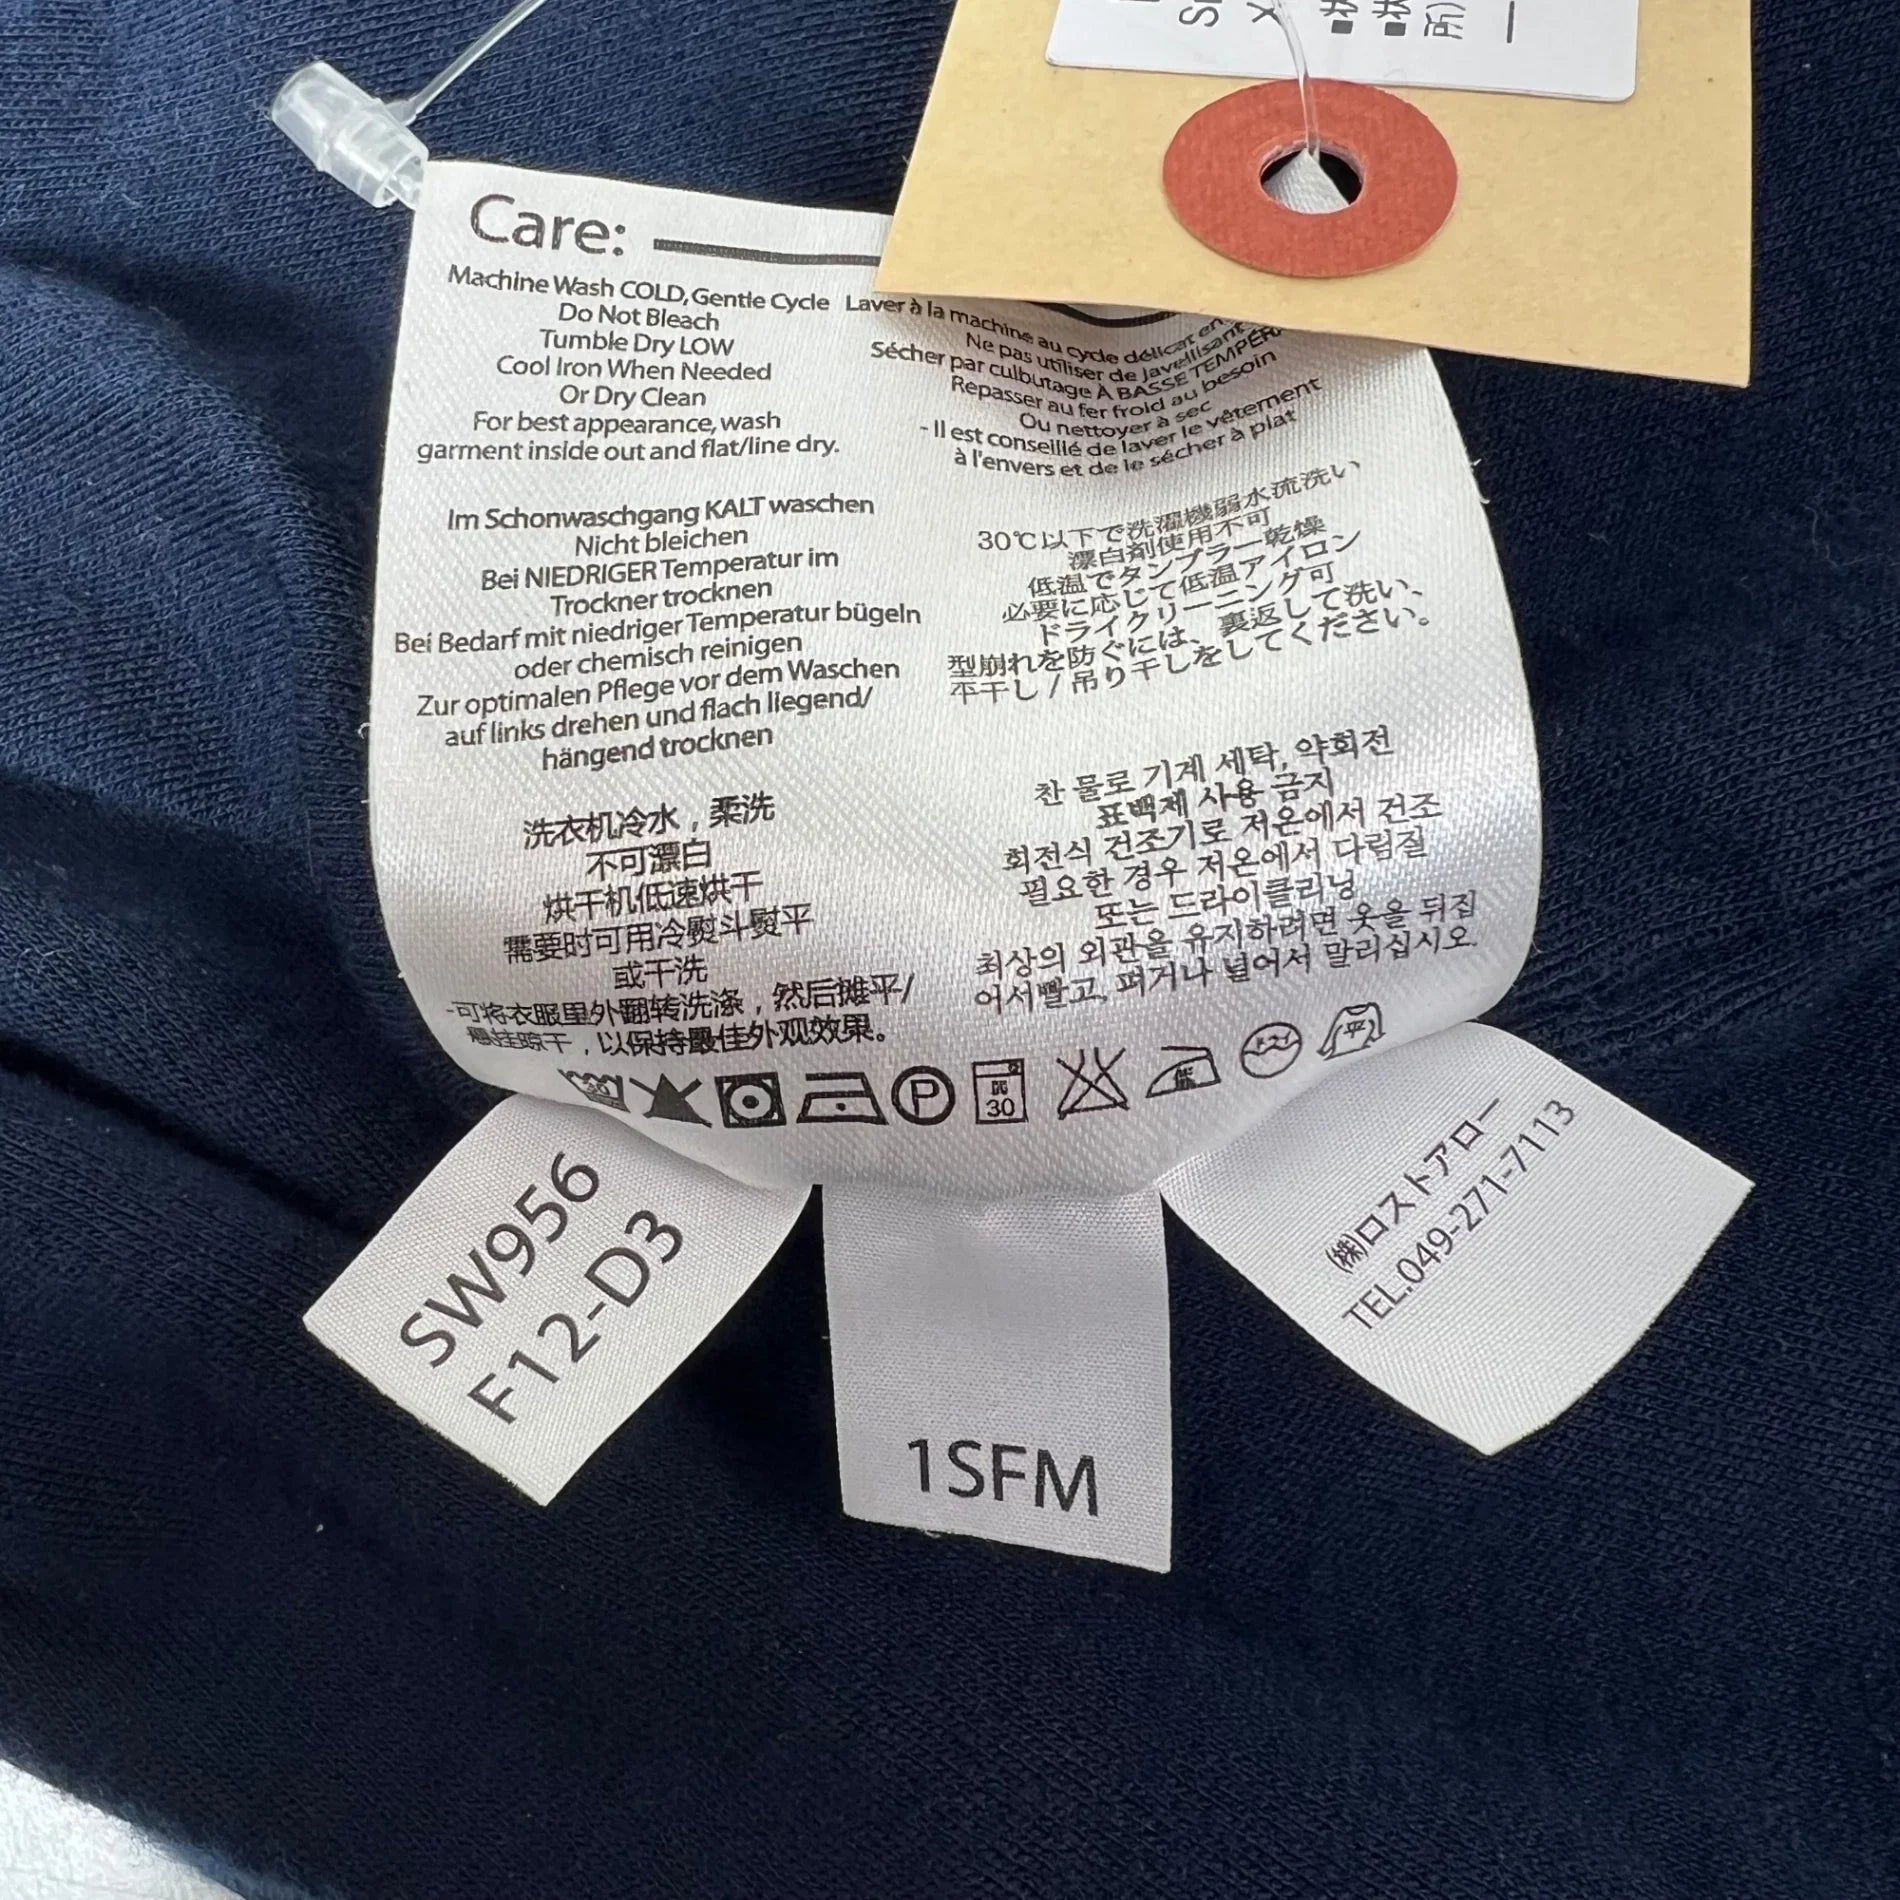 Care:
Machine Wash COLD, Gentle Cycle
Do Not Bleach
Tumble Dry LOW
Cool Iron When Needed
Or Dry Clean
For best appearance, wash
garment inside out and flat/line dry.
Laver à la machine au cycle délicat en
Ne pas utiliser de javellisant
Sécher par culbutage À BASSE TEMPÉR
Repasser au fer froid au besoin
Ou nettoyer à sec
- Il est conseillé de laver le vêtement
à l'envers et de le sécher à plat
Im Schonwaschgang KALT waschen
Nicht bleichen
Bei NIEDRIGER Temperatur im
Trockner trocknen
Bei Bedarf mit niedriger Temperatur bügeln
oder chemisch reinigen
Zur optimalen Pflege vor dem Waschen
auf links drehen und flach liegend/
hängend trocknen
30℃以下で洗濯機弱水流洗い
漂白剤使用不可
低温でタンブラー乾燥
必要に応じて低温アイロン
ドライクリーニング可
型崩れを防ぐには、裏返して洗い、
平干し / 吊り干しをしてください。
洗衣机冷水，柔洗
不可漂白
烘干机低速烘干
需要时可用冷熨斗熨平
或干洗
-可将衣服里外翻转洗涤，然后摊平/
悬挂晾干，以保持最佳外观效果。
찬 물로 기계 세탁, 약회전
표백제 사용 금지
회전식 건조기로 저온에서 건조
필요한 경우 저온에서 다림질
또는 드라이클리닝
최상의 외관을 유지하려면 옷을 뒤집
어서빨고, 펴거나 널어서 말리십시오.
P
30
平
SW956
F12-D3
1SFM
(株)ロストアロー
TEL.049-271-7113